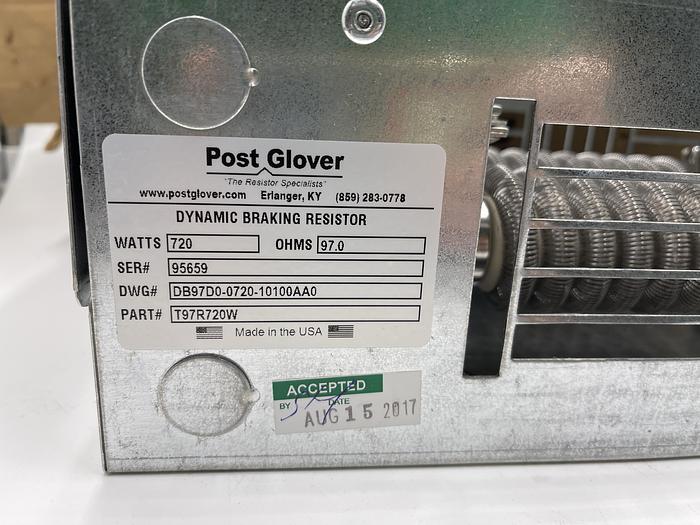 Post Glover
"The Resistor Specialists"
www.postglover.com Erlanger, KY (859) 283-0778
DYNAMIC BRAKING RESISTOR
WATTS 720 OHMS 97.0
SER# 95659
DWG# DB97D0-0720-10100AA0
PART# T97R720W
Made in the USA
ACCEPTED
BY DATE
AUG 15 2017